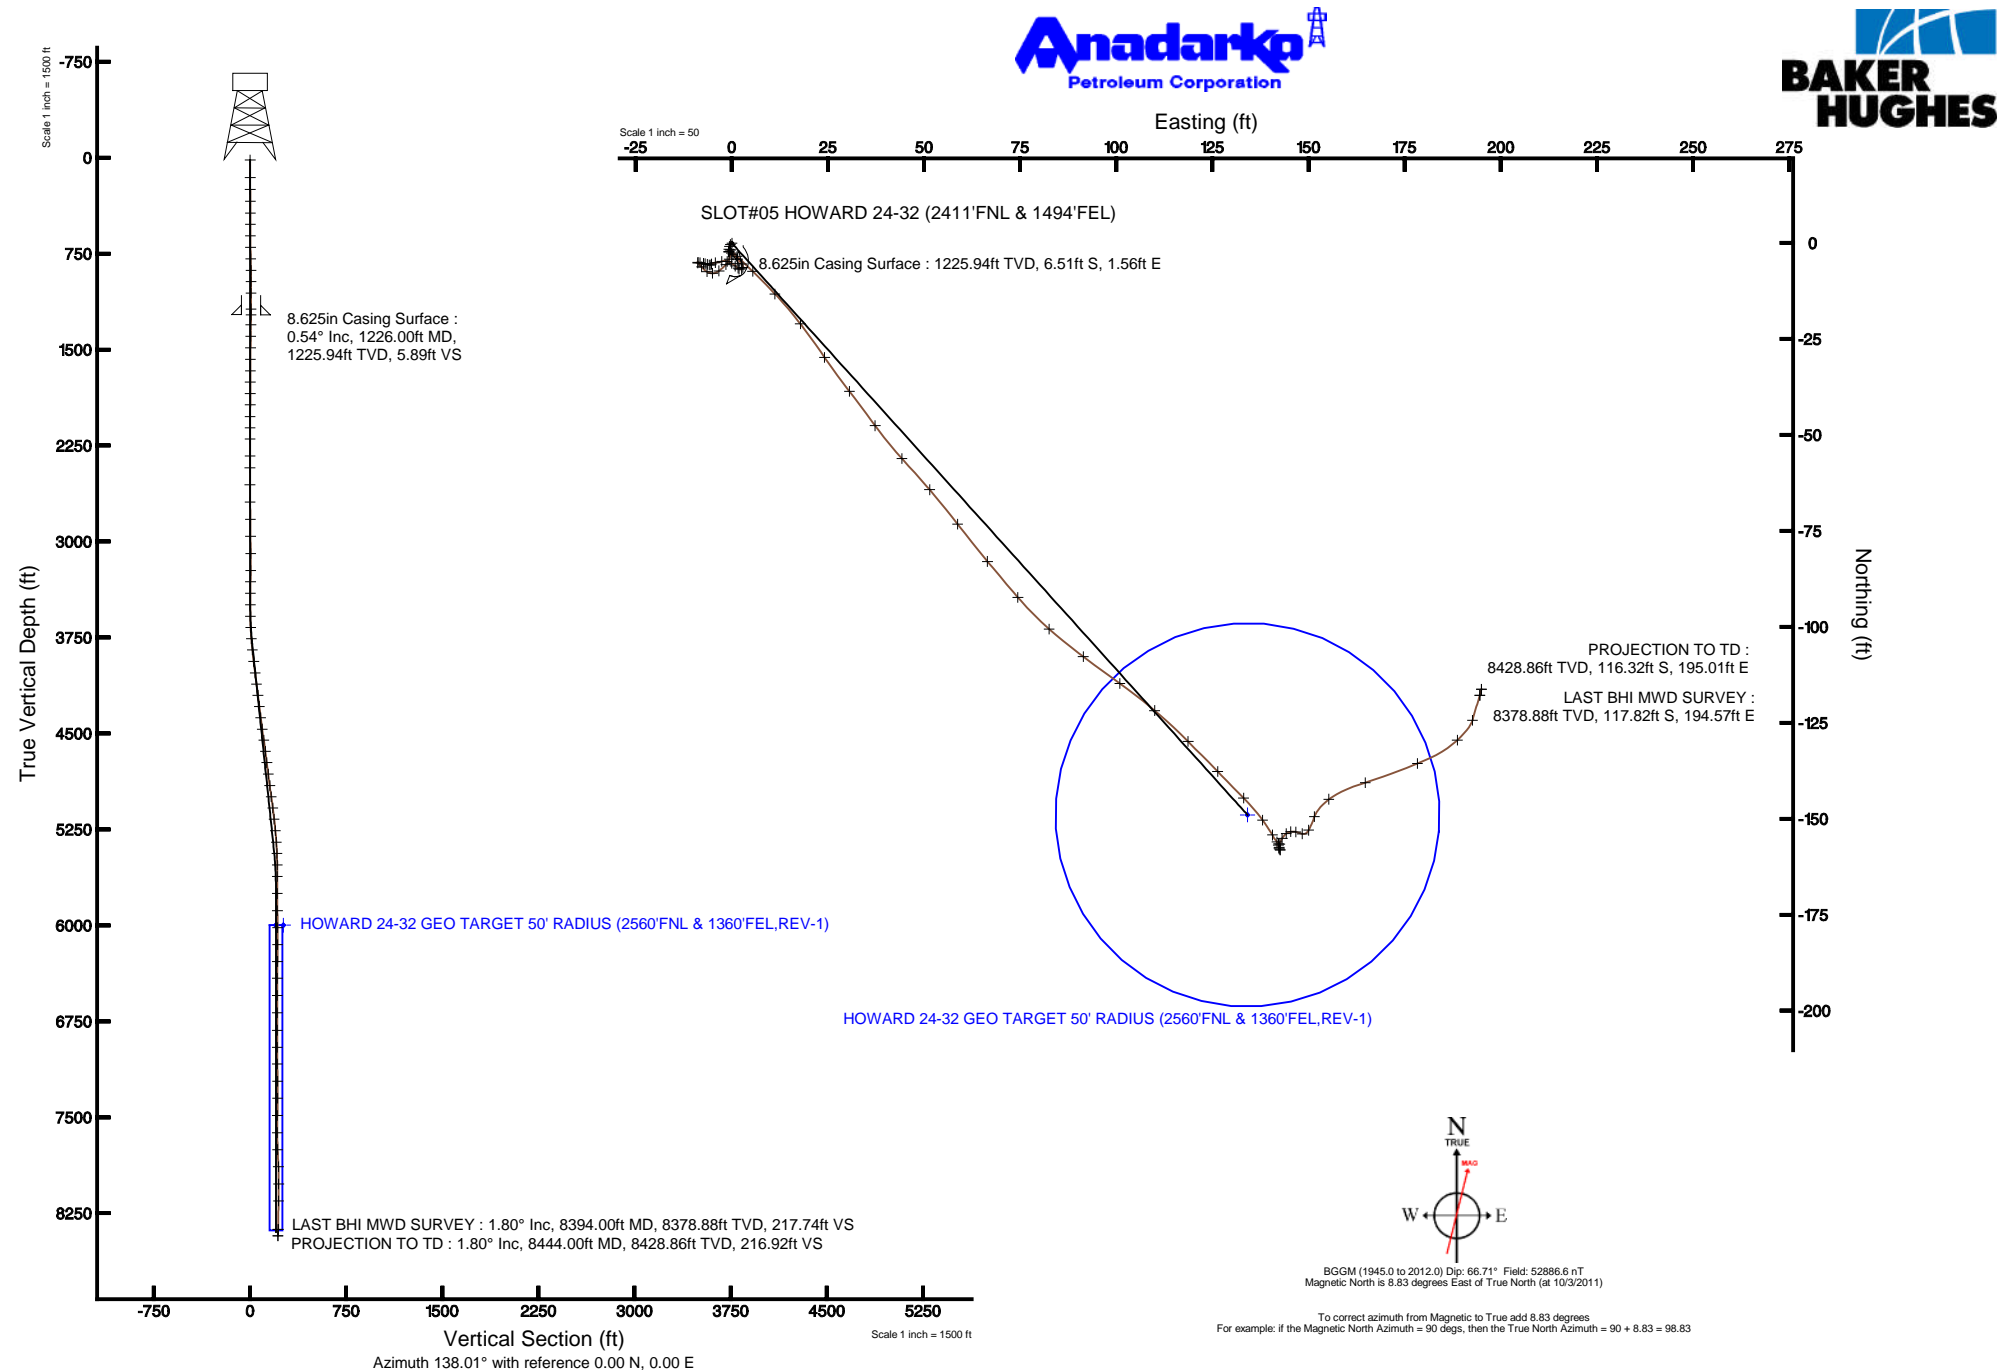 Anadarko
Petroleum Corporation
BAKER
HUGHES
Scale 1 inch = 1500 ft
-750
0
750
1500
2250
3000
3750
4500
5250
6000
6750
7500
8250
True Vertical Depth (ft)
8.625in Casing Surface :
0.54° Inc, 1226.00ft MD,
1225.94ft TVD, 5.89ft VS
HOWARD 24-32 GEO TARGET 50' RADIUS (2560'FNL & 1360'FEL,REV-1)
LAST BHI MWD SURVEY : 1.80° Inc, 8394.00ft MD, 8378.88ft TVD, 217.74ft VS
PROJECTION TO TD : 1.80° Inc, 8444.00ft MD, 8428.86ft TVD, 216.92ft VS
-750 0 750 1500 2250 3000 3750 4500 5250
Vertical Section (ft)
Scale 1 inch = 1500 ft
Azimuth 138.01° with reference 0.00 N, 0.00 E
Easting (ft)
Scale 1 inch = 50
-25 0 25 50 75 100 125 150 175 200 225 250 275
SLOT#05 HOWARD 24-32 (2411'FNL & 1494'FEL)
8.625in Casing Surface : 1225.94ft TVD, 6.51ft S, 1.56ft E
0
-25
-50
-75
-100
-125
-150
-175
-200
Northing (ft)
PROJECTION TO TD :
8428.86ft TVD, 116.32ft S, 195.01ft E
LAST BHI MWD SURVEY :
8378.88ft TVD, 117.82ft S, 194.57ft E
HOWARD 24-32 GEO TARGET 50' RADIUS (2560'FNL & 1360'FEL,REV-1)
N
TRUE
MAG
W E
BGGM (1945.0 to 2012.0) Dip: 66.71° Field: 52886.6 nT
Magnetic North is 8.83 degrees East of True North (at 10/3/2011)
To correct azimuth from Magnetic to True add 8.83 degrees
For example: if the Magnetic North Azimuth = 90 degs, then the True North Azimuth = 90 + 8.83 = 98.83